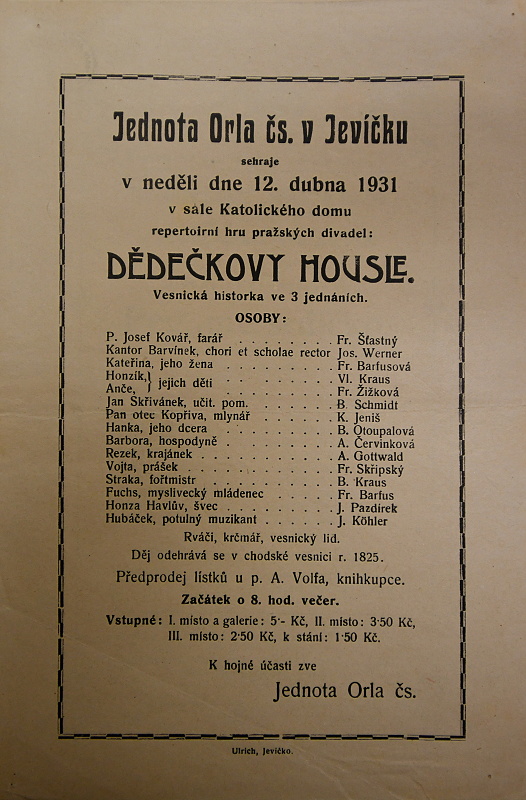 Jednota Orla čs. v Jevíčku
sehraje
v neděli dne 12. dubna 1931
v sále Katolického domu
repertoirní hru pražských divadel:
DĚDEČKOVY HOUSLE.
Vesnická historka ve 3 jednáních.
OSOBY:
P. Josef Kovář, farář . . . . . . . . Fr. Šťastný
Kantor Barvínek, chori et scholae rector Jos. Werner
Kateřina, jeho žena . . . . . . . . . Fr. Barfusová
Honzík,} jejich děti . . . . . . . . Vl. Kraus
Anče, } . . . . . . . . Fr. Žižková
Jan Skřivánek, učit. pom. . . . . . . B. Schmidt
Pan otec Kopřiva, mlynář . . . . . . K. Jeniš
Hanka, jeho dcera . . . . . . . . . B. Otoupalová
Barbora, hospodyně . . . . . . . . . A. Červinková
Rezek, krajánek . . . . . . . . . . A. Gottwald
Vojta, prášek . . . . . . . . . . . Fr. Skřipský
Straka, fořtmistr . . . . . . . . . B. Kraus
Fuchs, myslivecký mládenec . . . . . Fr. Barfus
Honza Havlův, švec . . . . . . . . . J. Pazdírek
Hubáček, potulný muzikant . . . . . . J. Köhler
Rváči, krčmář, vesnický lid.
Děj odehrává se v chodské vesnici r. 1825.
Předprodej lístků u p. A. Volfa, knihkupce.
Začátek o 8. hod. večer.
Vstupné: I. místo a galerie: 5·- Kč, II. místo: 3·50 Kč,
III. místo: 2·50 Kč, k stání: 1·50 Kč.
K hojné účasti zve
Jednota Orla čs.
Ulrich, Jevíčko.